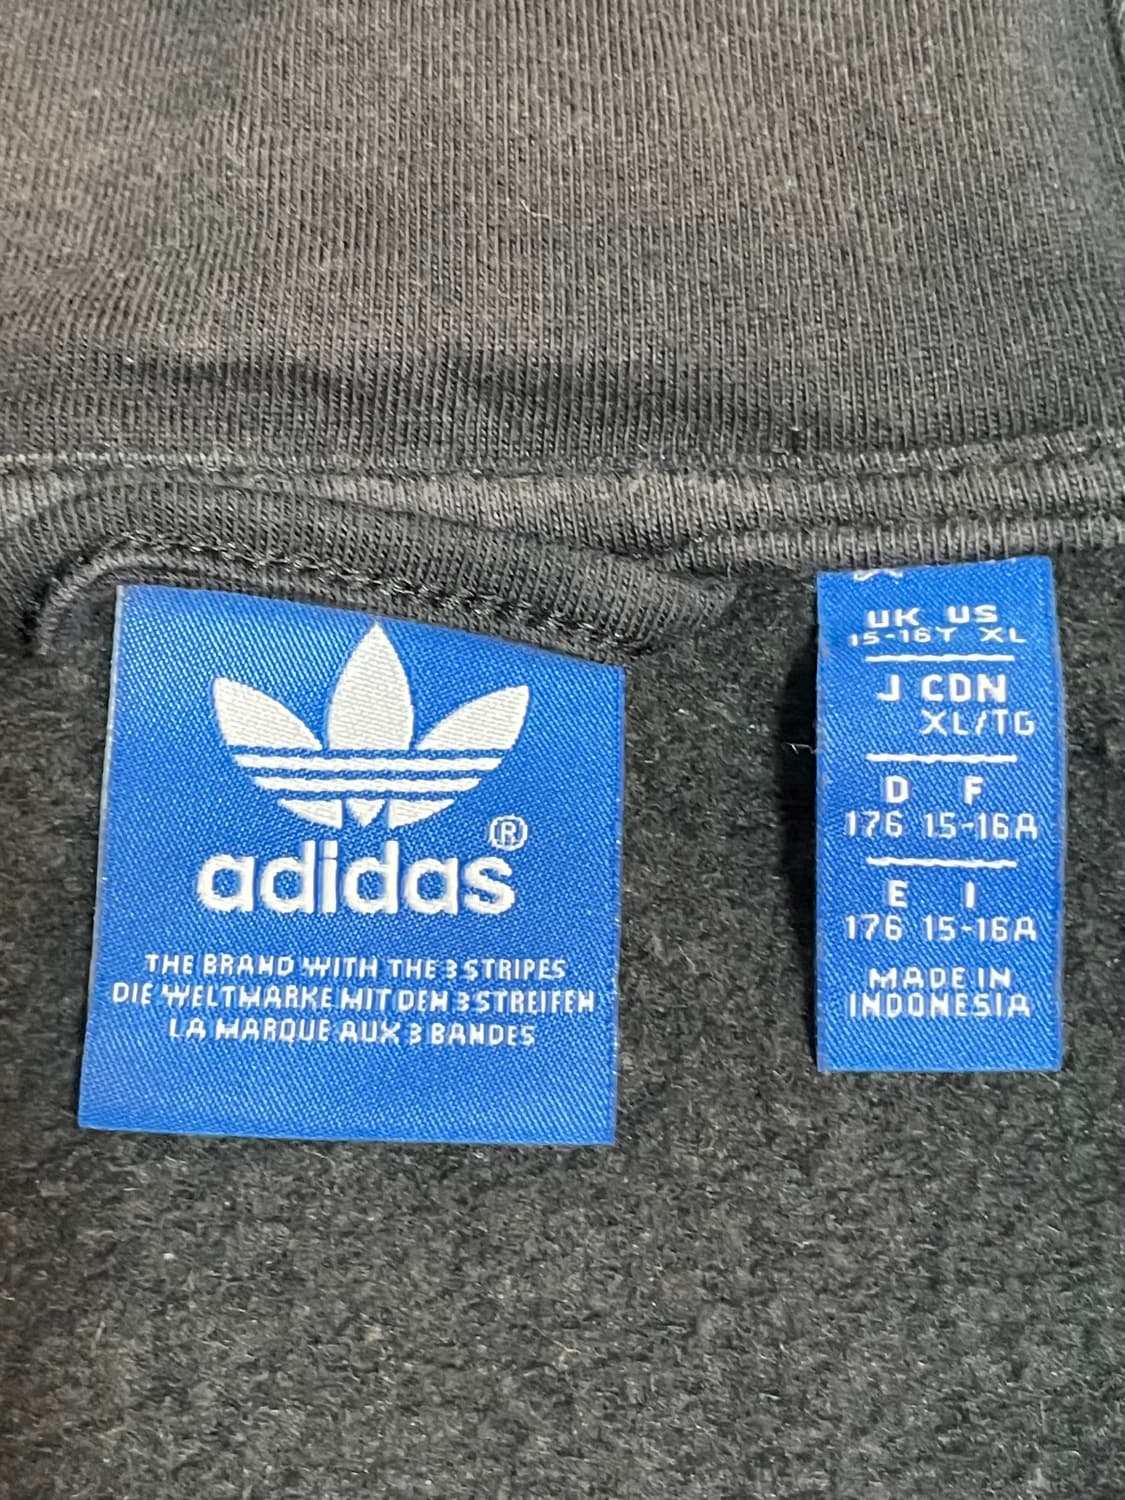 adidas®
THE BRAND WITH THE 3 STRIPES
DIE WELTMARKE MIT DEN 3 STREIFEN
LA MARQUE AUX 3 BANDES
UK US
15-16Y XL
J CDN
XL/TG
D F
176 15-16A
E I
176 15-16A
MADE IN
INDONESIA